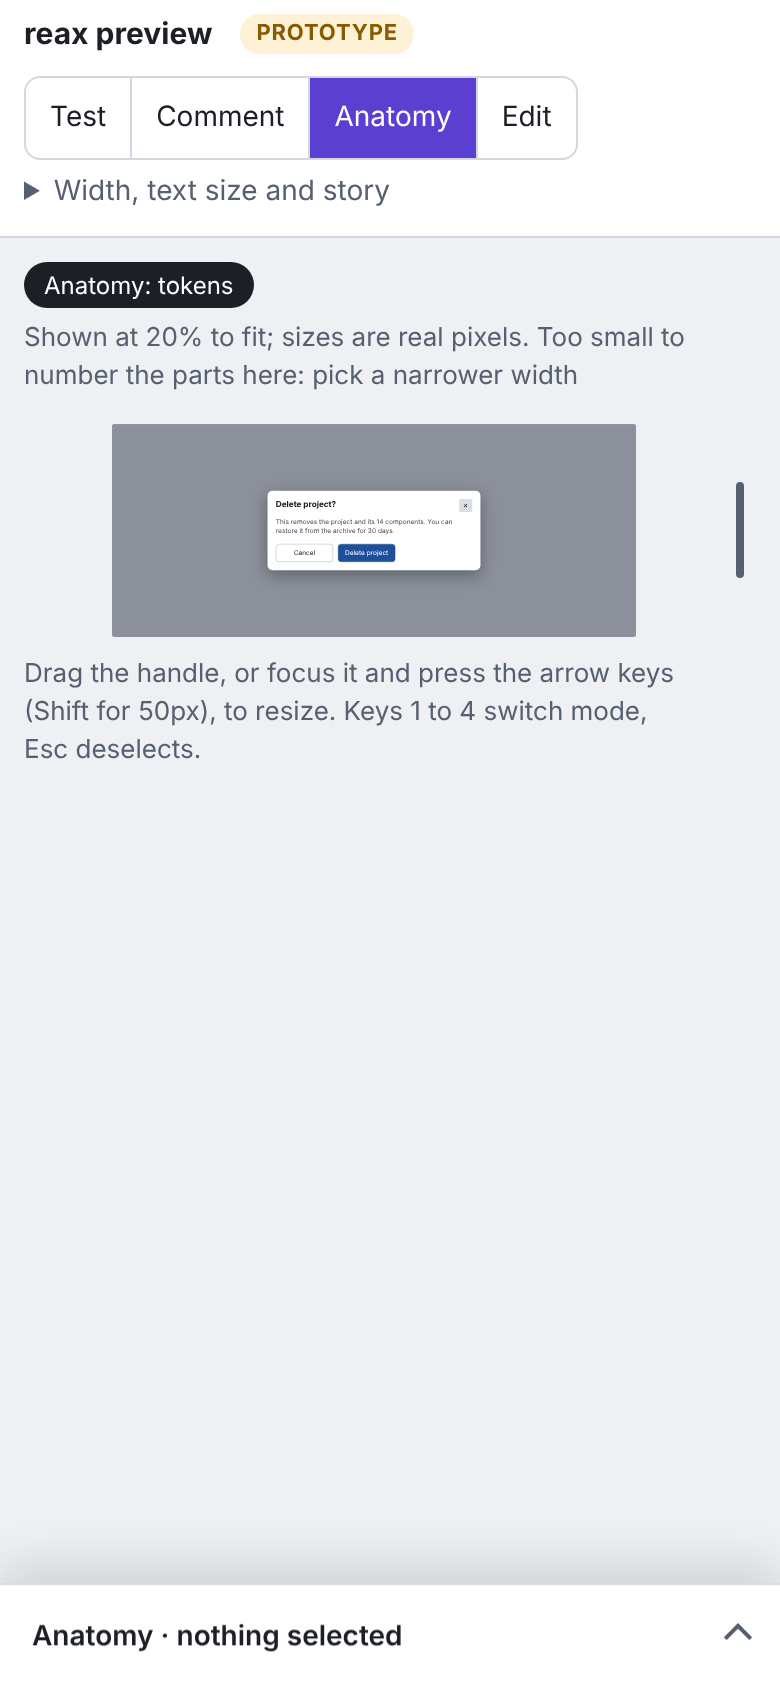 reax preview
PROTOTYPE
Test
Comment
Anatomy
Edit
Width, text size and story
Anatomy: tokens
Shown at 20% to fit; sizes are real pixels. Too small to
number the parts here: pick a narrower width
Delete project?
×
This removes the project and its 14 components. You can
restore it from the archive for 30 days.
Cancel
Delete project
Drag the handle, or focus it and press the arrow keys
(Shift for 50px), to resize. Keys 1 to 4 switch mode,
Esc deselects.
Anatomy · nothing selected